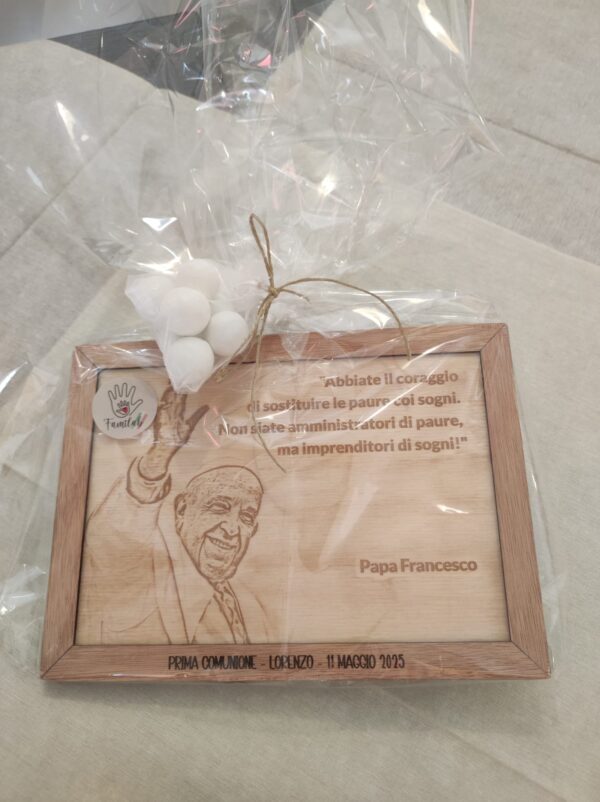 Familab
"Abbiate il coraggio
di sostituire le paure coi sogni.
Non siate amministratori di paure,
ma imprenditori di sogni!"
Papa Francesco
PRIMA COMUNIONE - LORENZO - 11 MAGGIO 2025